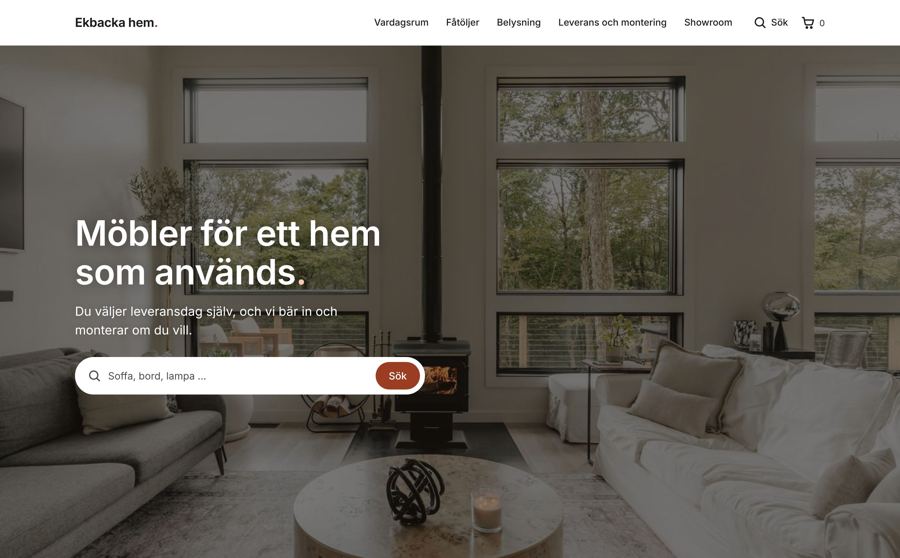 Ekbacka hem.
Vardagsrum
Fåtöljer
Belysning
Leverans och montering
Showroom
Sök
0
Möbler för ett hem
som används.
Du väljer leveransdag själv, och vi bär in och
monterar om du vill.
Soffa, bord, lampa ...
Sök